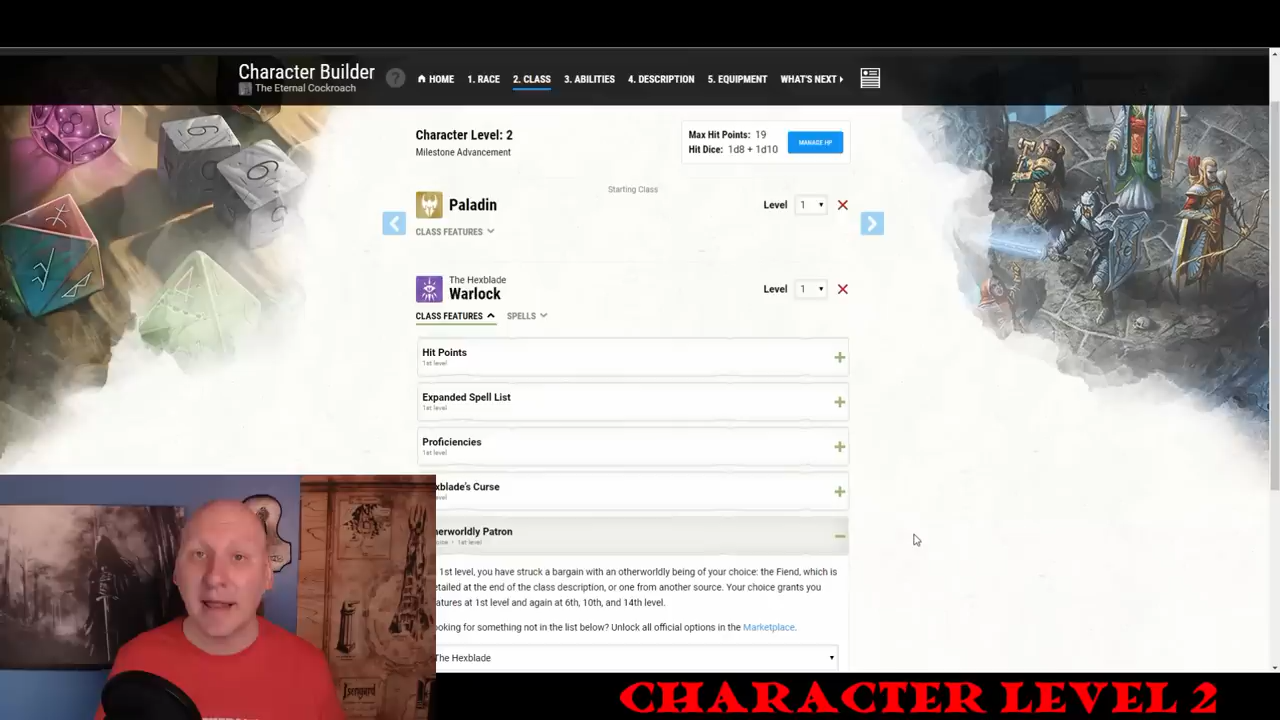 Character Builder
The Eternal Cockroach
?
HOME
1. RACE
2. CLASS
3. ABILITIES
4. DESCRIPTION
5. EQUIPMENT
WHAT'S NEXT
Character Level: 2
Milestone Advancement
Max Hit Points: 19
Hit Dice: 1d8 + 1d10
MANAGE HP
Starting Class
Paladin
Level 1
CLASS FEATURES
The Hexblade
Warlock
Level 1
CLASS FEATURES
SPELLS
Hit Points
1st level
Expanded Spell List
1st level
Proficiencies
1st level
xblade's Curse
evel
erworldly Patron
1st level
1st level, you have struck a bargain with an otherworldly being of your choice: the Fiend, which is
etailed at the end of the class description, or one from another source. Your choice grants you
atures at 1st level and again at 6th, 10th, and 14th level.
ooking for something not in the list below? Unlock all official options in the Marketplace.
The Hexblade
Isengard
CHARACTER LEVEL 2